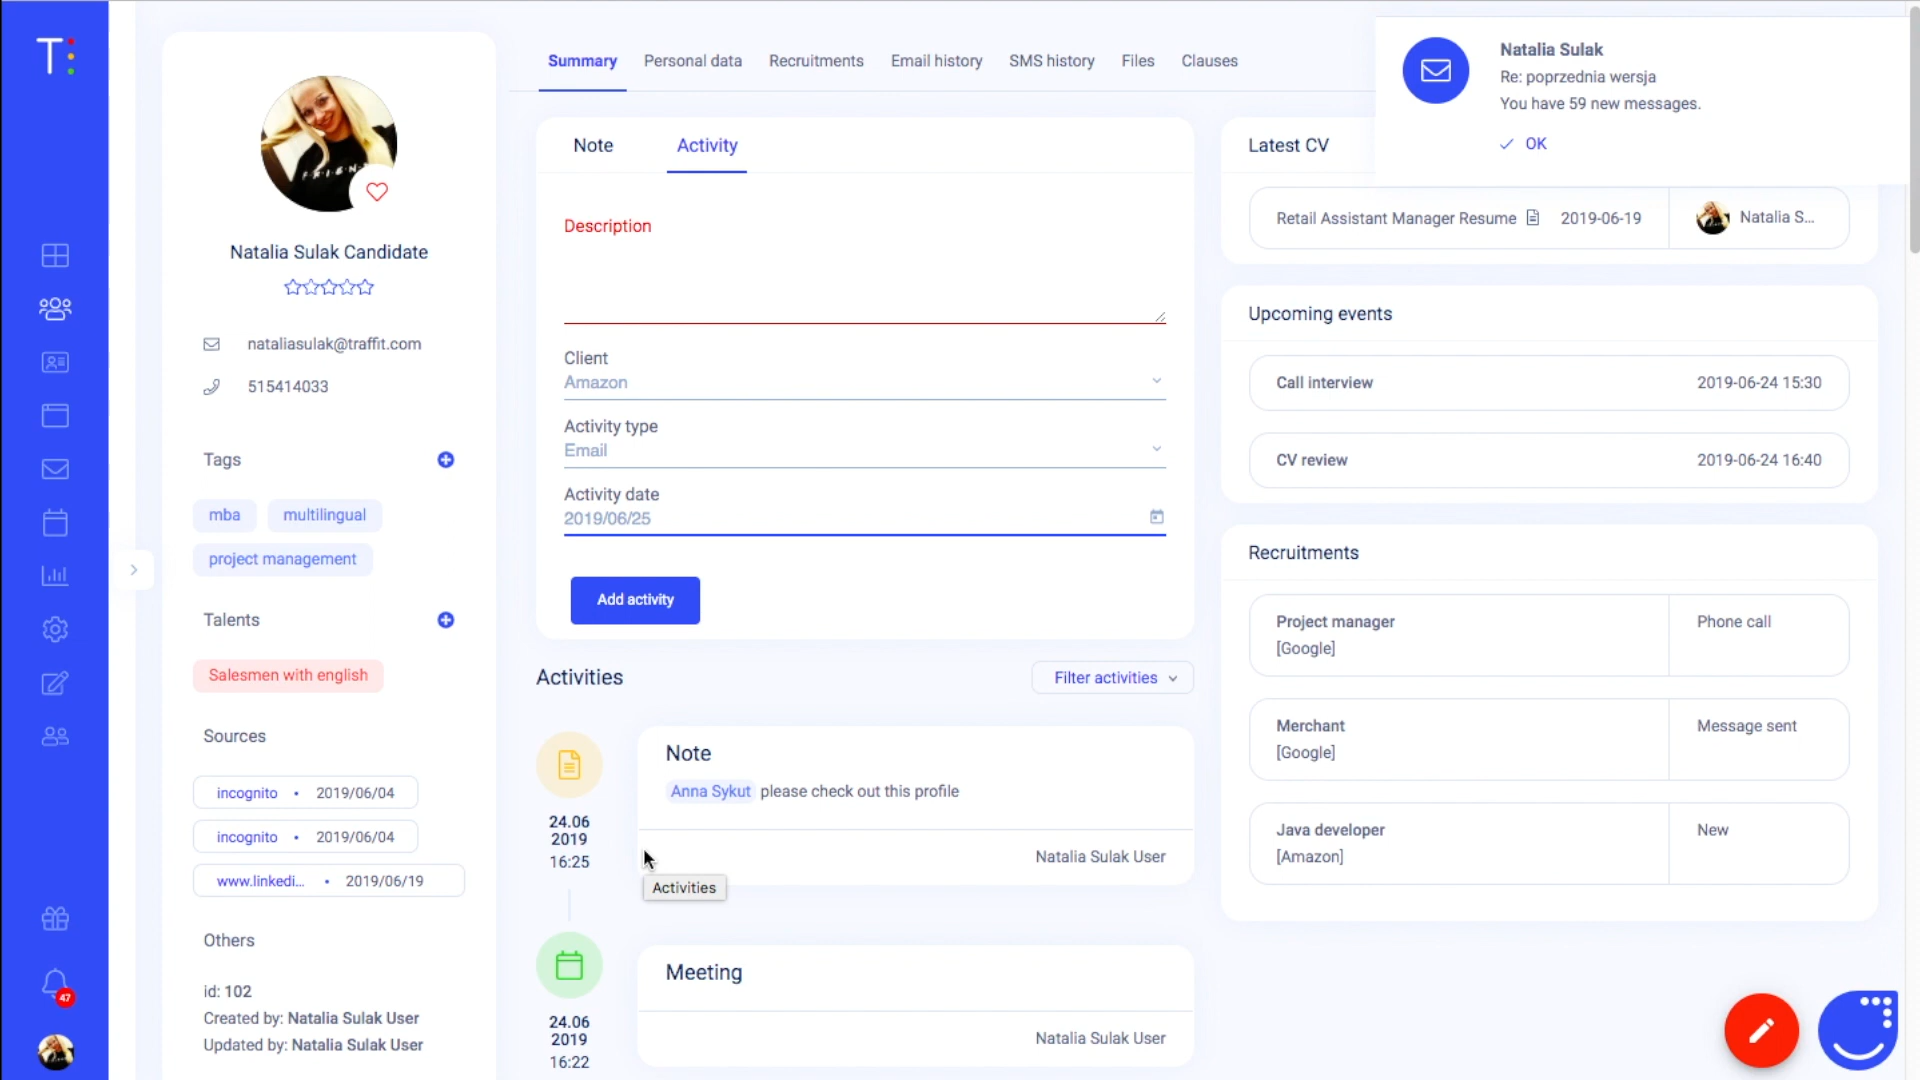 T:
Natalia Sulak Candidate
nataliasulak@traffit.com
515414033
Tags
mba
multilingual
project management
Talents
Salesmen with english
Sources
incognito • 2019/06/04
incognito • 2019/06/04
www.linkedi... • 2019/06/19
Others
id: 102
Created by: Natalia Sulak User
Updated by: Natalia Sulak User
47
Summary
Personal data
Recruitments
Email history
SMS history
Files
Clauses
Note
Activity
Description
Client
Amazon
Activity type
Email
Activity date
2019/06/25
Add activity
Activities
Filter activities
24.06
2019
16:25
Note
Anna Sykut please check out this profile
Natalia Sulak User
Activities
24.06
2019
16:22
Meeting
Natalia Sulak User
Natalia Sulak
Re: poprzednia wersja
You have 59 new messages.
OK
Latest CV
Retail Assistant Manager Resume 2019-06-19
Natalia S...
Upcoming events
Call interview 2019-06-24 15:30
CV review 2019-06-24 16:40
Recruitments
Project manager
[Google]
Phone call
Merchant
[Google]
Message sent
Java developer
[Amazon]
New